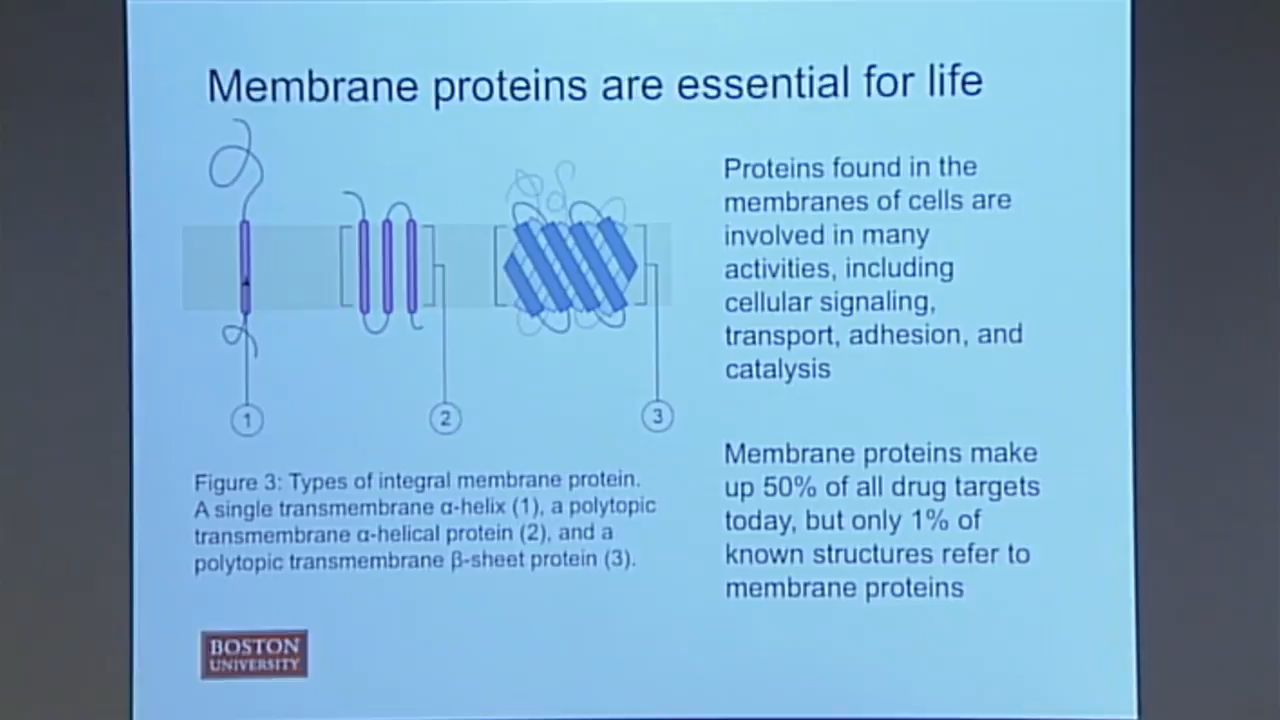 Membrane proteins are essential for life
1
2
3
Figure 3: Types of integral membrane protein.
A single transmembrane α-helix (1), a polytopic
transmembrane α-helical protein (2), and a
polytopic transmembrane β-sheet protein (3).
Proteins found in the
membranes of cells are
involved in many
activities, including
cellular signaling,
transport, adhesion, and
catalysis
Membrane proteins make
up 50% of all drug targets
today, but only 1% of
known structures refer to
membrane proteins
BOSTON
UNIVERSITY